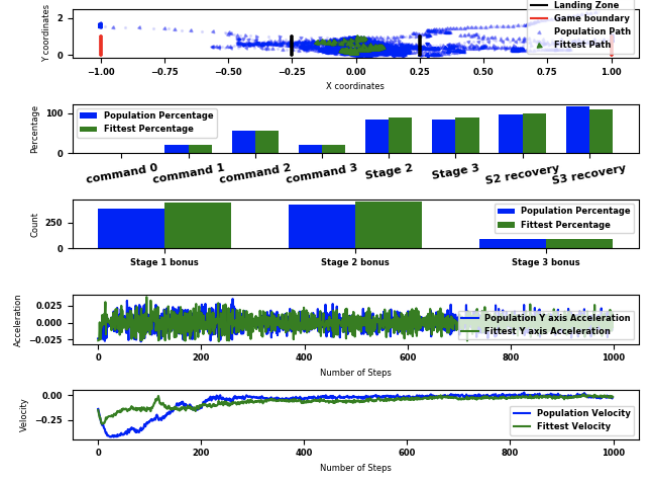 Landing Zone
Game boundary
Population Path
Fittest Path
Y coordinates
2
0
−1.00 −0.75 −0.50 −0.25 0.00 0.25 0.50 0.75 1.00
X coordinates
Percentage
100
0
Population Percentage
Fittest Percentage
command 0 command 1 command 2 command 3 Stage 2 Stage 3 S2 recovery S3 recovery
Count
250
0
Population Percentage
Fittest Percentage
Stage 1 bonus Stage 2 bonus Stage 3 bonus
Acceleration
0.025
0.000
−0.025
Population Y axis Acceleration
Fittest Y axis Acceleration
0 200 400 600 800 1000
Number of Steps
Velocity
0.00
−0.25
Population Velocity
Fittest Velocity
0 200 400 600 800 1000
Number of Steps